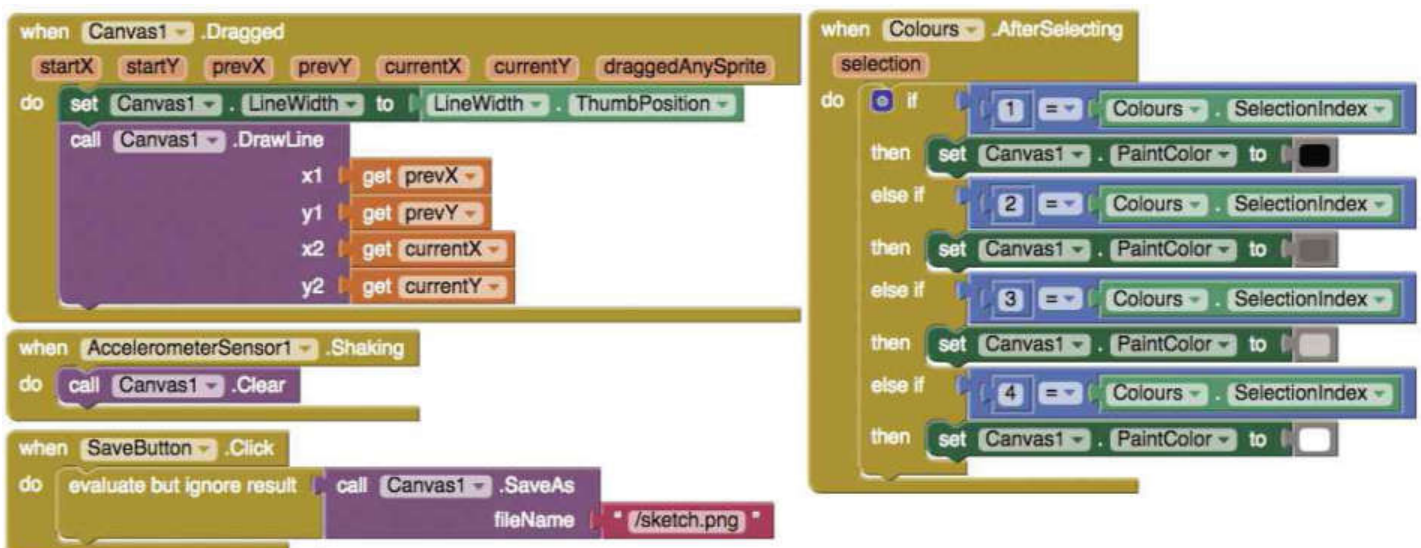 when Canvas1 .Dragged
startX startY prevX prevY currentX currentY draggedAnySprite
do set Canvas1 . LineWidth to LineWidth . ThumbPosition
call Canvas1 .DrawLine
x1 get prevX
y1 get prevY
x2 get currentX
y2 get currentY
when AccelerometerSensor1 .Shaking
do call Canvas1 .Clear
when SaveButton .Click
do evaluate but ignore result call Canvas1 .SaveAs
fileName " /sketch.png "
when Colours .AfterSelecting
selection
do if 1 = Colours . SelectionIndex
then set Canvas1 . PaintColor to
else if 2 = Colours . SelectionIndex
then set Canvas1 . PaintColor to
else if 3 = Colours . SelectionIndex
then set Canvas1 . PaintColor to
else if 4 = Colours . SelectionIndex
then set Canvas1 . PaintColor to